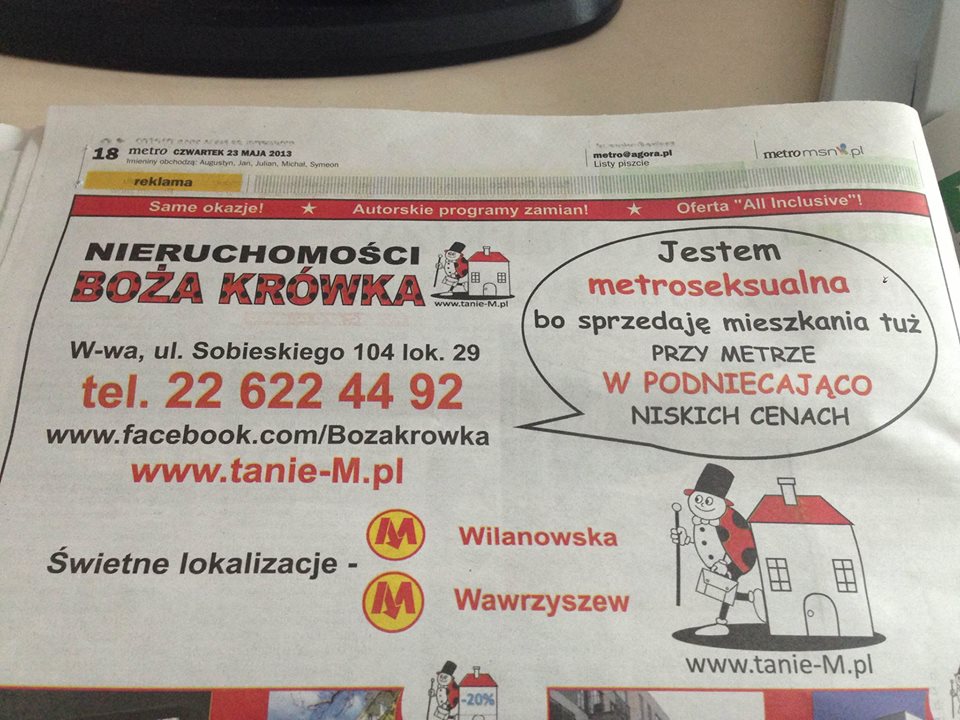 18 metro CZWARTEK 23 MAJA 2013
Imieniny obchodzą: Augustyn, Jan, Julian, Michał, Symeon
metro@agora.pl
Listy piszcie
metromsn.pl
reklama
Same okazje! ★ Autorskie programy zamian! ★ Oferta "All Inclusive"!
NIERUCHOMOŚCI
BOŻA KRÓWKA
www.tanie-M.pl
W-wa, ul. Sobieskiego 104 lok. 29
tel. 22 622 44 92
www.facebook.com/Bozakrowka
www.tanie-M.pl
Jestem
metroseksualna
bo sprzedaję mieszkania tuż
PRZY METRZE
W PODNIECAJĄCO
NISKICH CENACH
Świetne lokalizacje -
M Wilanowska
M Wawrzyszew
www.tanie-M.pl
-20%